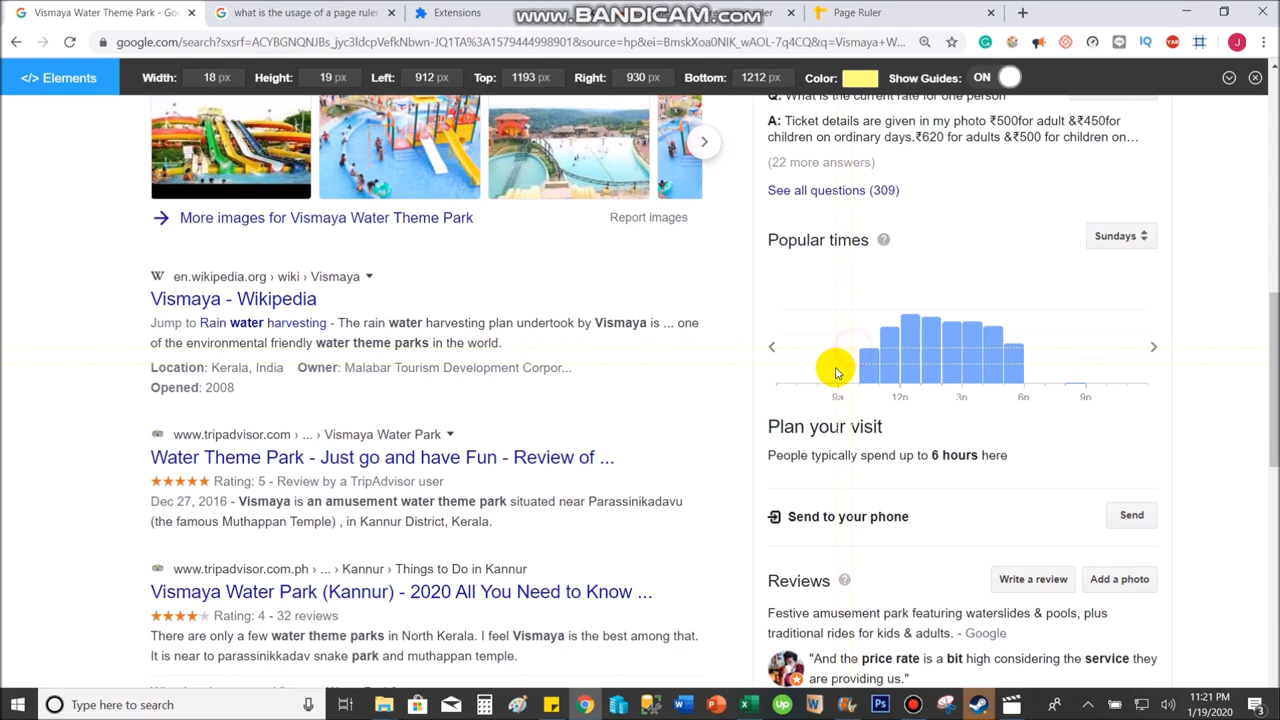 www.BANDICAM.com
Vismaya Water Theme Park - Goo
what is the usage of a page ruler
Extensions
Page Ruler
google.com/search?sxsrf=ACYBGNQNJBs_jyc3ldcpVefkNbwn-JQ1TA%3A1579444998901&source=hp&ei=BmskXoa0NIK_wAOL-7q4CQ&q=Vismaya+W...
</> Elements
Width: 18 px
Height: 19 px
Left: 912 px
Top: 1193 px
Right: 930 px
Bottom: 1212 px
Color:
Show Guides: ON
More images for Vismaya Water Theme Park
Report images
en.wikipedia.org › wiki › Vismaya
Vismaya - Wikipedia
Jump to Rain water harvesting - The rain water harvesting plan undertook by Vismaya is ... one
of the environmental friendly water theme parks in the world.
Location: Kerala, India Owner: Malabar Tourism Development Corpor...
Opened: 2008
www.tripadvisor.com › ... › Vismaya Water Park
Water Theme Park - Just go and have Fun - Review of ...
Rating: 5 - Review by a TripAdvisor user
Dec 27, 2016 - Vismaya is an amusement water theme park situated near Parassinikadavu
(the famous Muthappan Temple) , in Kannur District, Kerala.
www.tripadvisor.com.ph › ... › Kannur › Things to Do in Kannur
Vismaya Water Park (Kannur) - 2020 All You Need to Know ...
Rating: 4 - 32 reviews
There are only a few water theme parks in North Kerala. I feel Vismaya is the best among that.
It is near to parassinikkadav snake park and muthappan temple.
Q: What is the current rate for one person
A: Ticket details are given in my photo ₹500for adult &₹450for
children on ordinary days.₹620 for adults &₹500 for children on...
(22 more answers)
See all questions (309)
Popular times
Sundays
9a 12p 3p 6p 9p
Plan your visit
People typically spend up to 6 hours here
Send to your phone
Send
Reviews
Write a review
Add a photo
Festive amusement park featuring waterslides & pools, plus
traditional rides for kids & adults. - Google
"And the price rate is a bit high considering the service they
are providing us."
Type here to search
11:21 PM
1/19/2020